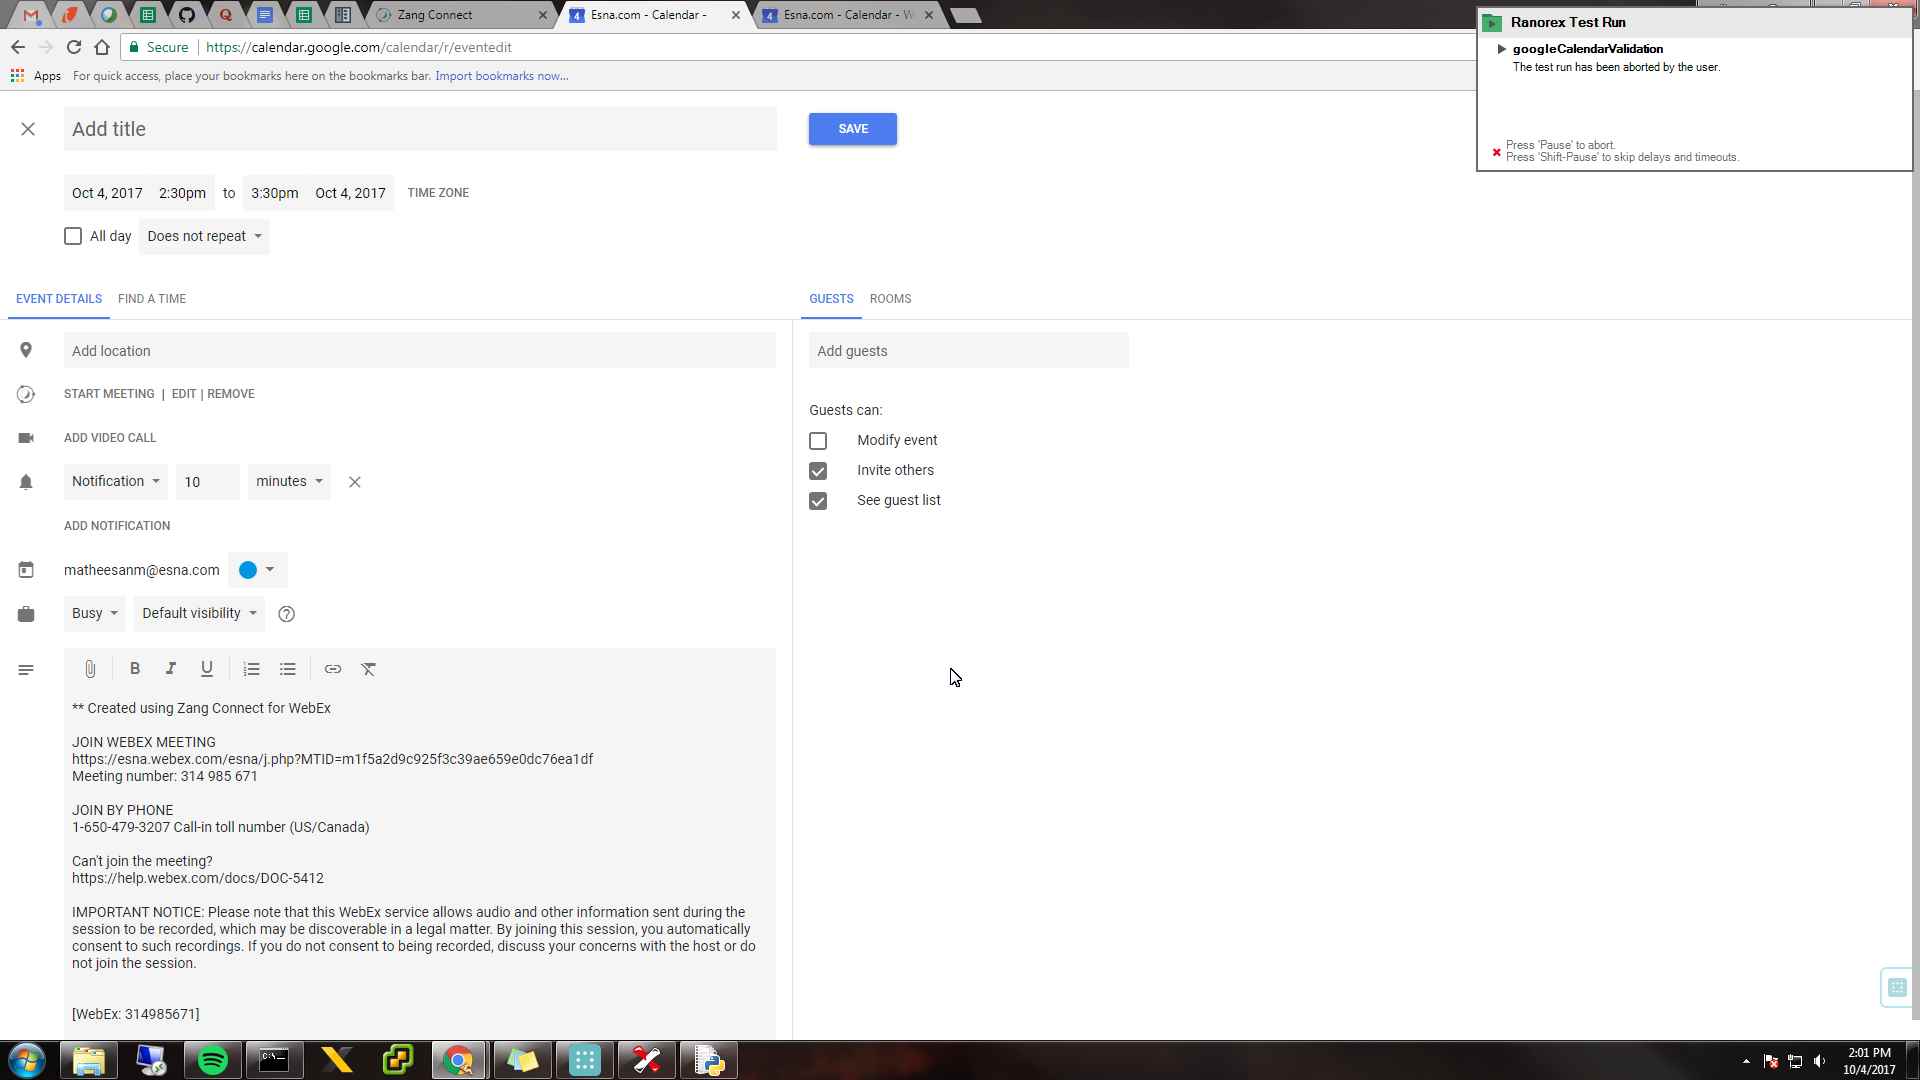 Zang Connect
Esna.com - Calendar -
Esna.com - Calendar - W
Secure
https://calendar.google.com/calendar/r/eventedit
Apps
For quick access, place your bookmarks here on the bookmarks bar. Import bookmarks now...
Ranorex Test Run
googleCalendarValidation
The test run has been aborted by the user.
Press 'Pause' to abort.
Press 'Shift-Pause' to skip delays and timeouts.
Add title
SAVE
Oct 4, 2017 2:30pm to 3:30pm Oct 4, 2017 TIME ZONE
All day Does not repeat
EVENT DETAILS FIND A TIME
GUESTS ROOMS
Add location
Add guests
START MEETING | EDIT | REMOVE
Guests can:
ADD VIDEO CALL
Modify event
Invite others
Notification 10 minutes
See guest list
ADD NOTIFICATION
matheesanm@esna.com
Busy Default visibility
B I U
** Created using Zang Connect for WebEx
JOIN WEBEX MEETING
https://esna.webex.com/esna/j.php?MTID=m1f5a2d9c925f3c39ae659e0dc76ea1df
Meeting number: 314 985 671
JOIN BY PHONE
1-650-479-3207 Call-in toll number (US/Canada)
Can't join the meeting?
https://help.webex.com/docs/DOC-5412
IMPORTANT NOTICE: Please note that this WebEx service allows audio and other information sent during the
session to be recorded, which may be discoverable in a legal matter. By joining this session, you automatically
consent to such recordings. If you do not consent to being recorded, discuss your concerns with the host or do
not join the session.
[WebEx: 314985671]
2:01 PM
10/4/2017